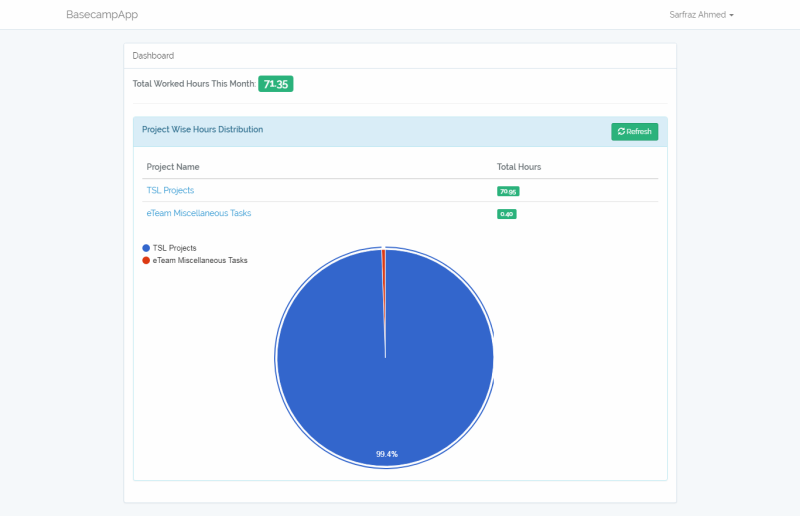 BasecampApp
Sarfraz Ahmed
Dashboard
Total Worked Hours This Month: 71.35
Project Wise Hours Distribution
Refresh
Project Name Total Hours
TSL Projects 70.95
eTeam Miscellaneous Tasks 0.40
TSL Projects
eTeam Miscellaneous Tasks
99.4%